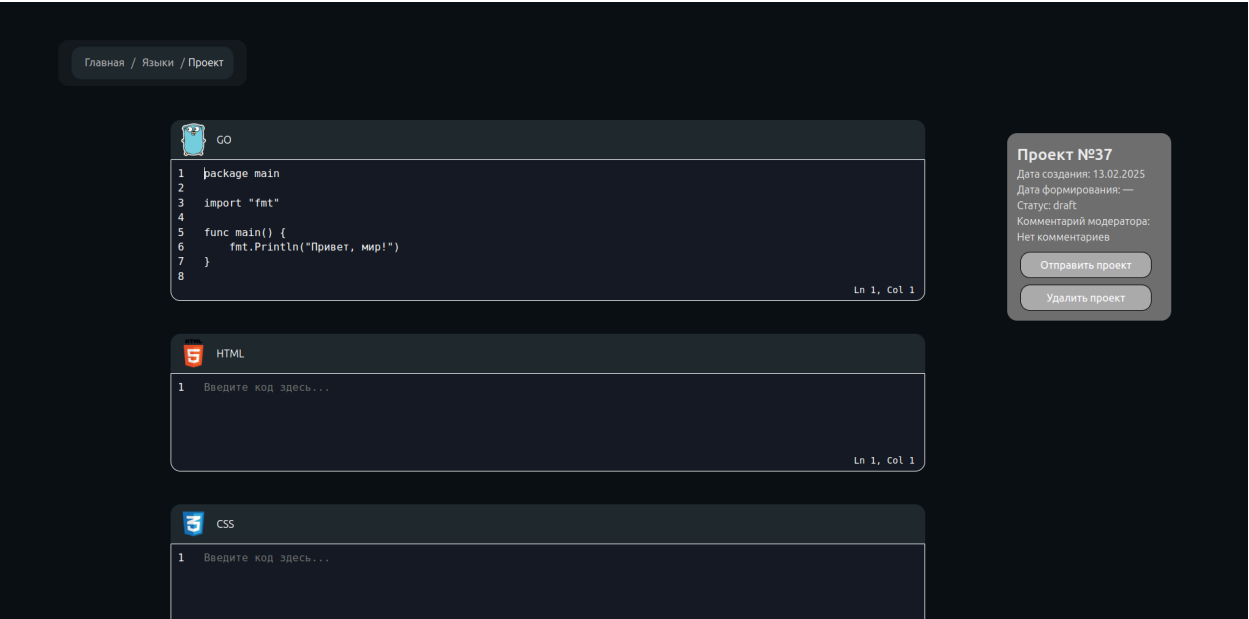 Главная / Языки / Проект
GO
1 package main
2
3 import "fmt"
4
5 func main() {
6     fmt.Println("Привет, мир!")
7 }
8
Ln 1, Col 1
HTML
5 HTML
1 Введите код здесь...
Ln 1, Col 1
3 CSS
1 Введите код здесь...
Проект №37
Дата создания: 13.02.2025
Дата формирования: —
Статус: draft
Комментарий модератора:
Нет комментариев
Отправить проект
Удалить проект